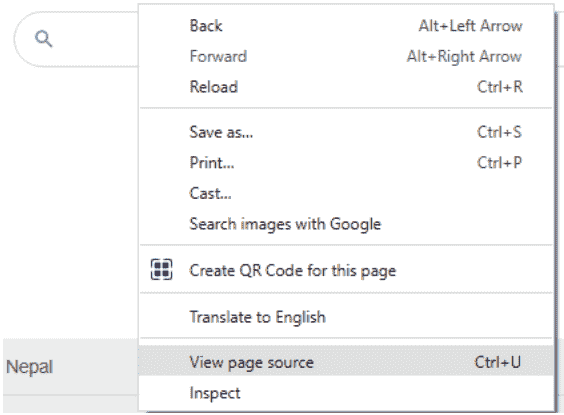 Back Alt+Left Arrow
Forward Alt+Right Arrow
Reload Ctrl+R
Save as... Ctrl+S
Print... Ctrl+P
Cast...
Search images with Google
Create QR Code for this page
Translate to English
Nepal
View page source Ctrl+U
Inspect